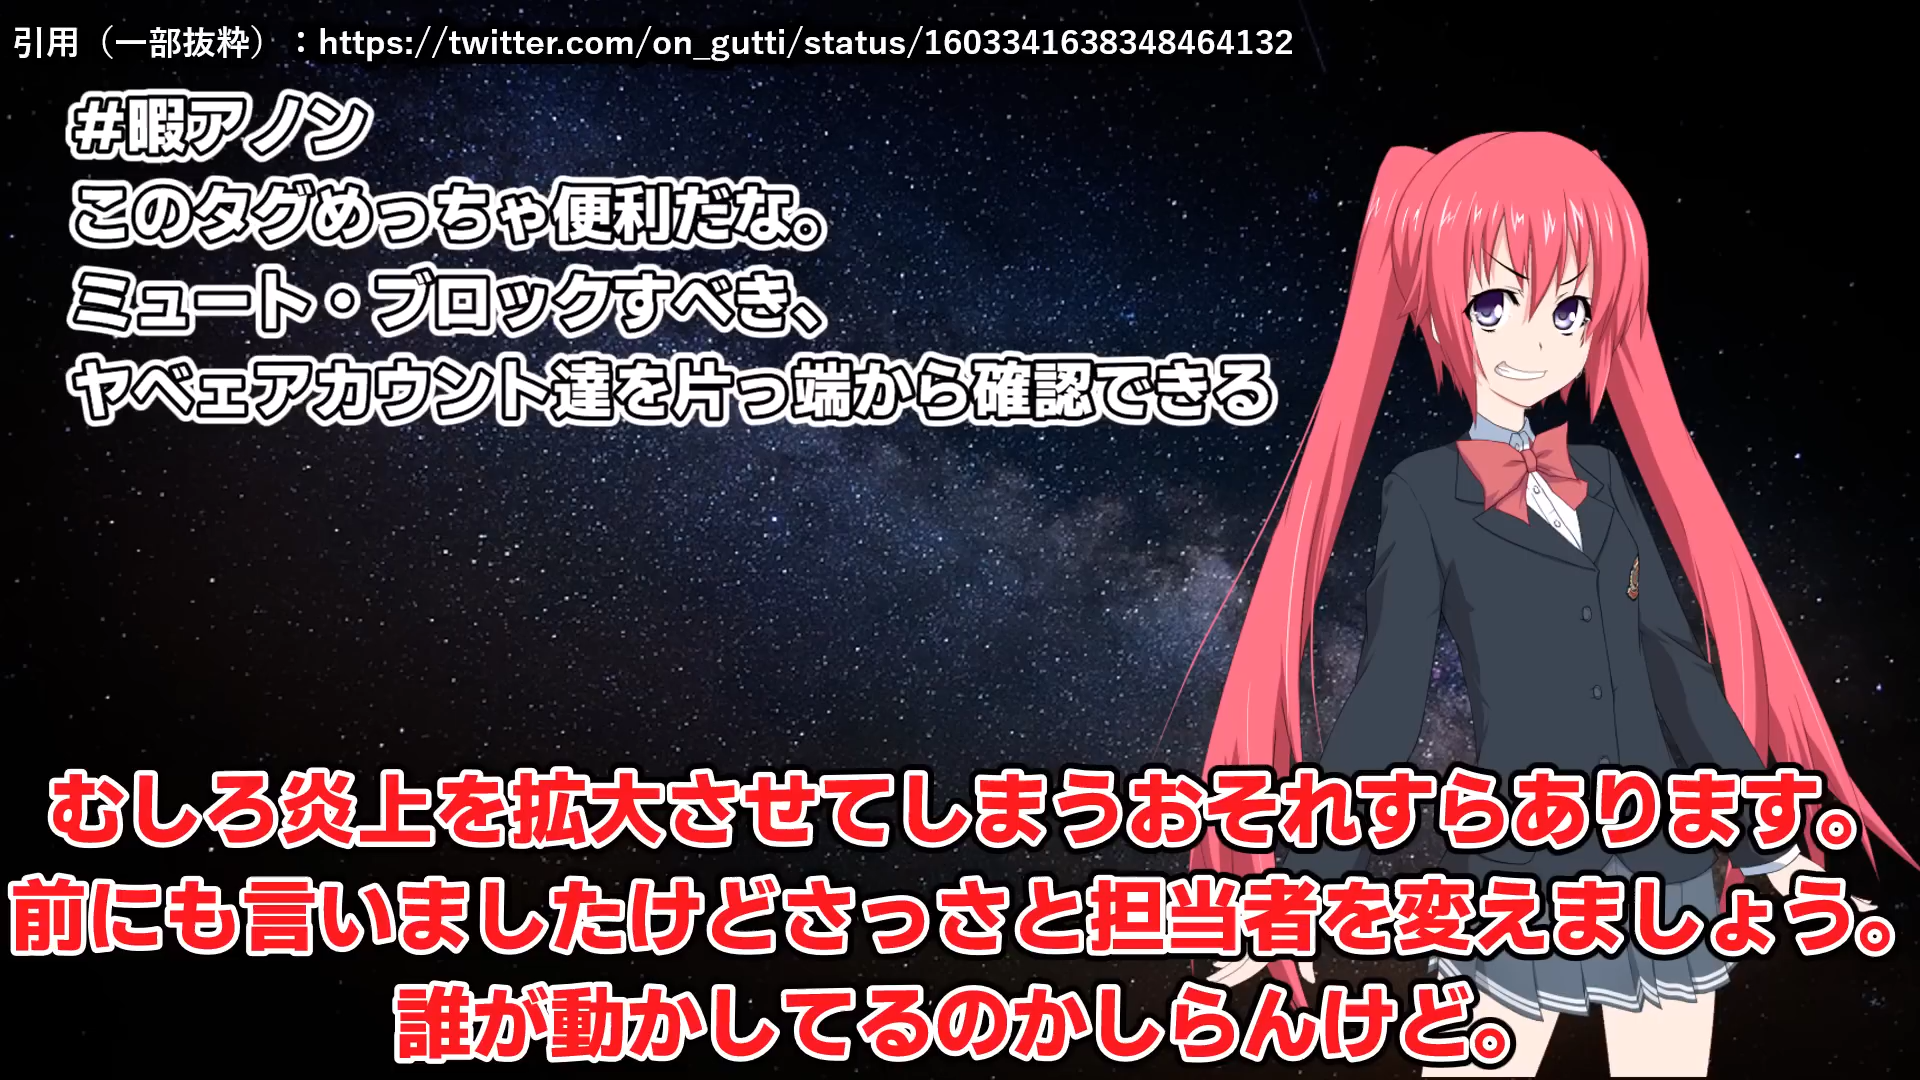 引用（一部抜粋）：https://twitter.com/on_gutti/status/1603341638348464132
#暇アノン
このタグめっちゃ便利だな。
ミュート・ブロックすべき、
ヤベェアカウント達を片っ端から確認できる
むしろ炎上を拡大させてしまうおそれすらあります。
前にも言いましたけどさっさと担当者を変えましょう。
誰が動かしてるのかしらんけど。